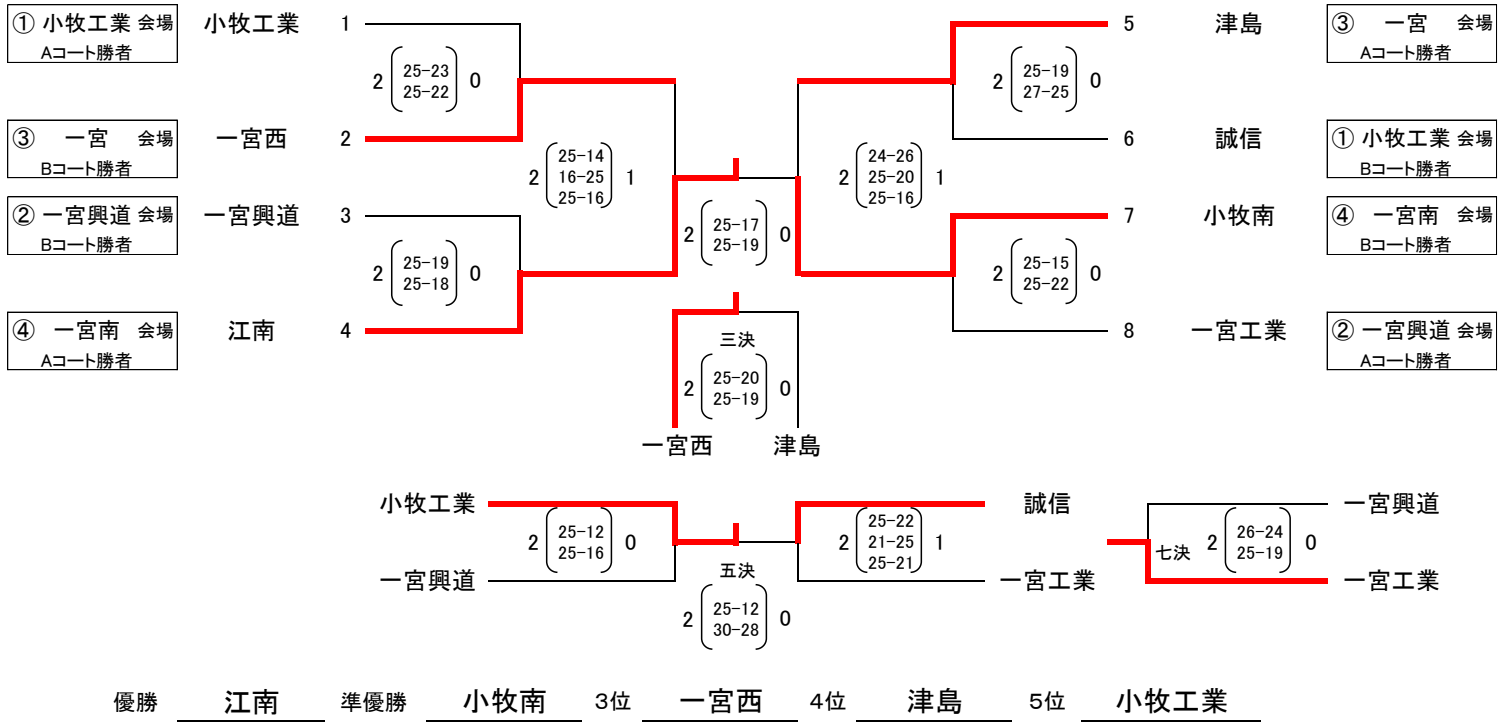 ① 小牧工業 会場
Aコート勝者
小牧工業 1
5 津島
③ 一宮 会場
Aコート勝者
2 25-23 0
25-22
2 25-19 0
27-25
③ 一宮 会場
Bコート勝者
一宮西 2
6 誠信
① 小牧工業 会場
Bコート勝者
2 25-14 1
16-25
25-16
2 24-26 1
25-20
25-16
② 一宮興道 会場
Bコート勝者
一宮興道 3
2 25-17 0
25-19
7 小牧南
④ 一宮南 会場
Bコート勝者
2 25-19 0
25-18
2 25-15 0
25-22
④ 一宮南 会場
Aコート勝者
江南 4
8 一宮工業
② 一宮興道 会場
Aコート勝者
三決
2 25-20 0
25-19
一宮西 津島
小牧工業
誠信
一宮興道
2 25-12 0
25-16
2 25-22 1
21-25
25-21
七決 2 26-24 0
25-19
一宮興道
五決
一宮工業
一宮工業
2 25-12 0
30-28
優勝 江南 準優勝 小牧南 3位 一宮西 4位 津島 5位 小牧工業